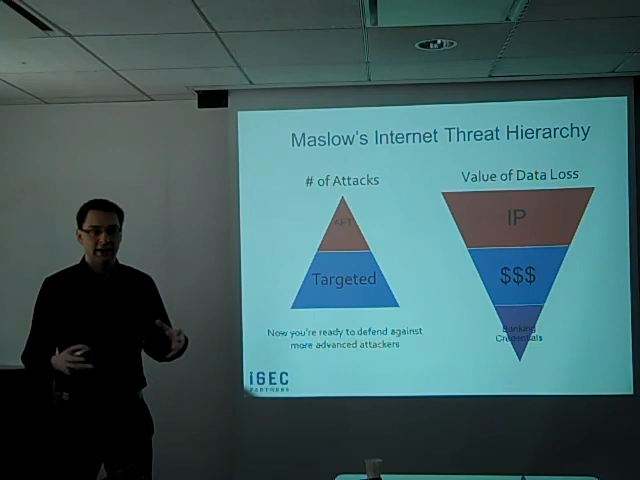 Maslow's Internet Threat Hierarchy
# of Attacks
Value of Data Loss
APT
Targeted
IP
$$$
Banking
Credentials
Now you're ready to defend against
more advanced attackers
iSEC
PARTNERS